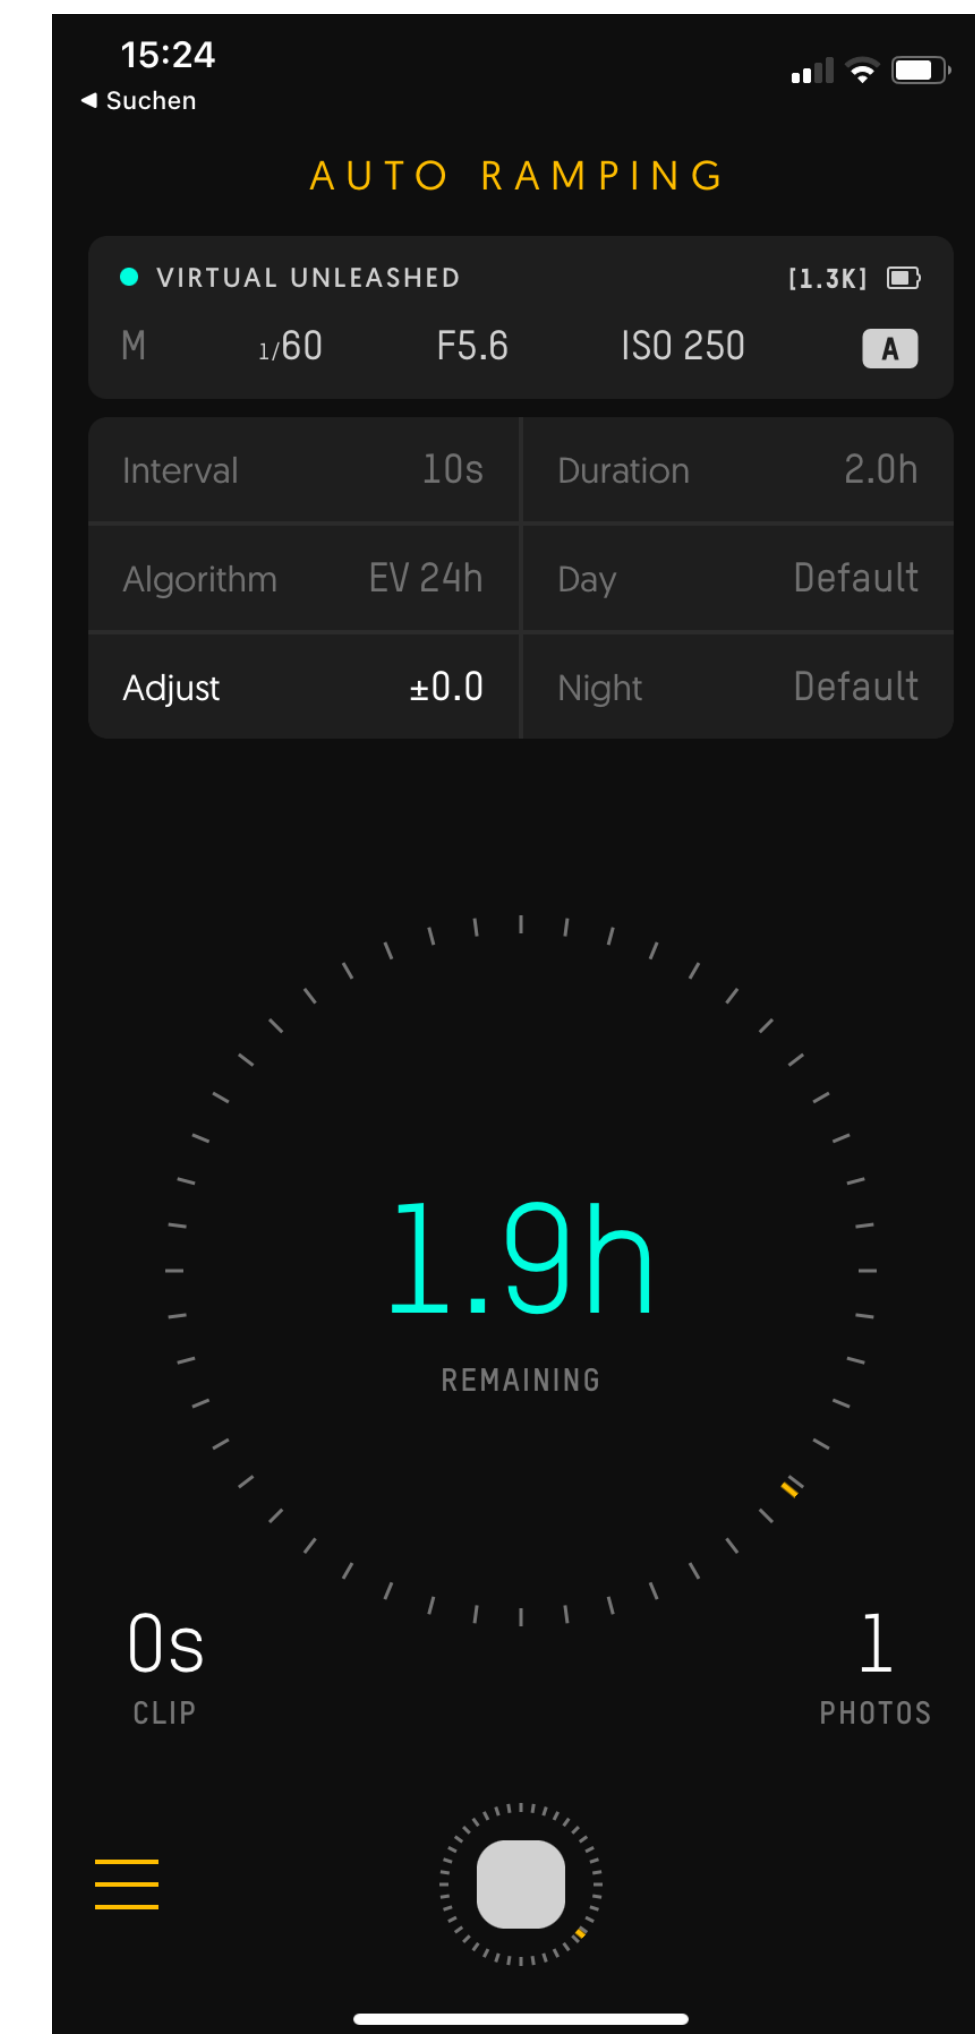 15:24
◀ Suchen
AUTO RAMPING
VIRTUAL UNLEASHED [1.3K]
M 1/60 F5.6 ISO 250 A
Interval 10s Duration 2.0h
Algorithm EV 24h Day Default
Adjust ±0.0 Night Default
1.9h
REMAINING
0s 1
CLIP PHOTOS